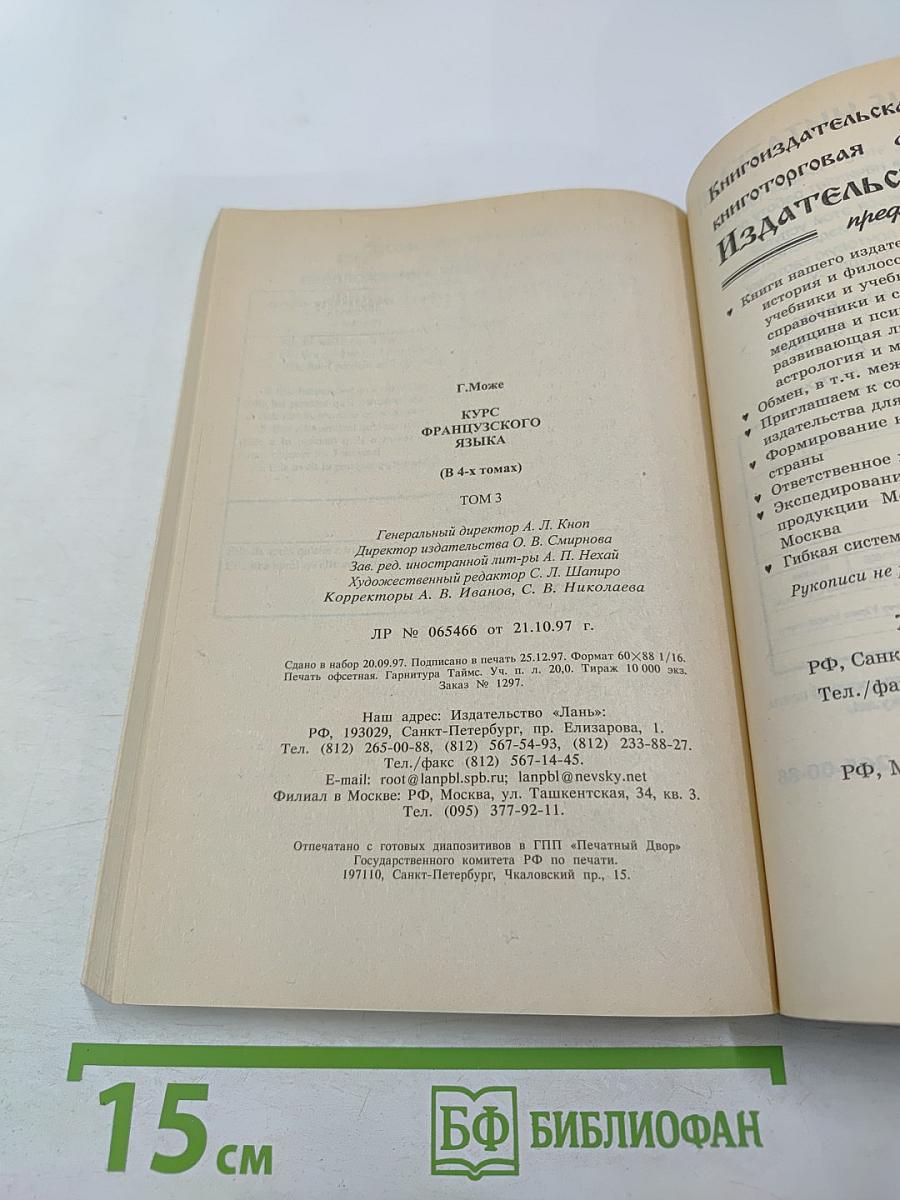 Г.Може
КУРС
ФРАНЦУЗСКОГО
ЯЗЫКА
(В 4-х томах)
ТОМ 3
Генеральный директор А. Л. Кноп
Директор издательства О. В. Смирнова
Зав. ред. иностранной лит-ры А. П. Нехай
Художественный редактор С. Л. Шапиро
Корректоры А. В. Иванов, С. В. Николаева
ЛР № 065466 от 21.10.97 г.
Сдано в набор 20.09.97. Подписано в печать 25.12.97. Формат 60×88 1/16.
Печать офсетная. Гарнитура Таймс. Уч. п. л. 20,0. Тираж 10 000 экз.
Заказ № 1297.
Наш адрес: Издательство «Лань»:
РФ, 193029, Санкт-Петербург, пр. Елизарова, 1.
Тел. (812) 265-00-88, (812) 567-54-93, (812) 233-88-27.
Тел./факс (812) 567-14-45.
E-mail: root@lanpbl.spb.ru; lanpbl@nevsky.net
Филиал в Москве: РФ, Москва, ул. Ташкентская, 34, кв. 3.
Тел. (095) 377-92-11.
Отпечатано с готовых диапозитивов в ГПП «Печатный Двор»
Государственного комитета РФ по печати.
197110, Санкт-Петербург, Чкаловский пр., 15.
Книгоиздательска
книготорговая
Издательс
пред
Книги нашего издате
история и филос
учебники и учеб
справочники и с
медицина и пси
развивающая л
астрология и м
Обмен, в т.ч. меж
Приглашаем к со
издательства для
Формирование
страны
Ответственное
Экспедировани
продукции М
Москва
Гибкая систем
Рукописи не
РФ, Санк
Тел./фа
РФ, М
15 см
БФ БИБЛИОФАН